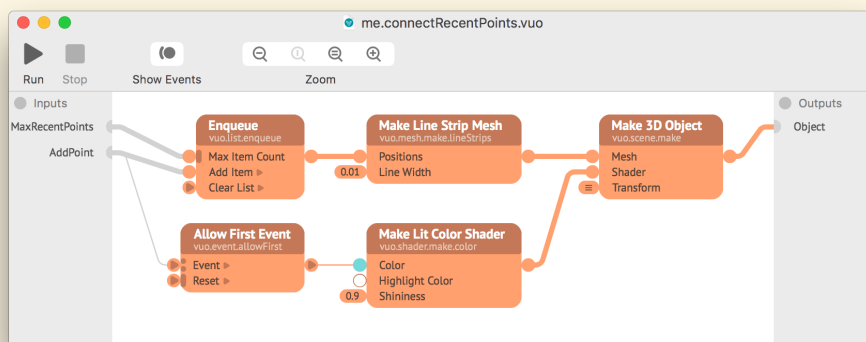 me.connectRecentPoints.vuo
Run
Stop
Show Events
Zoom
Inputs
MaxRecentPoints
AddPoint
Enqueue
vuo.list.enqueue
Max Item Count
Add Item
Clear List
Make Line Strip Mesh
vuo.mesh.make.lineStrips
Positions
0.01 Line Width
Make 3D Object
vuo.scene.make
Mesh
Shader
Transform
Allow First Event
vuo.event.allowFirst
Event
Reset
Make Lit Color Shader
vuo.shader.make.color
Color
Highlight Color
0.9 Shininess
Outputs
Object